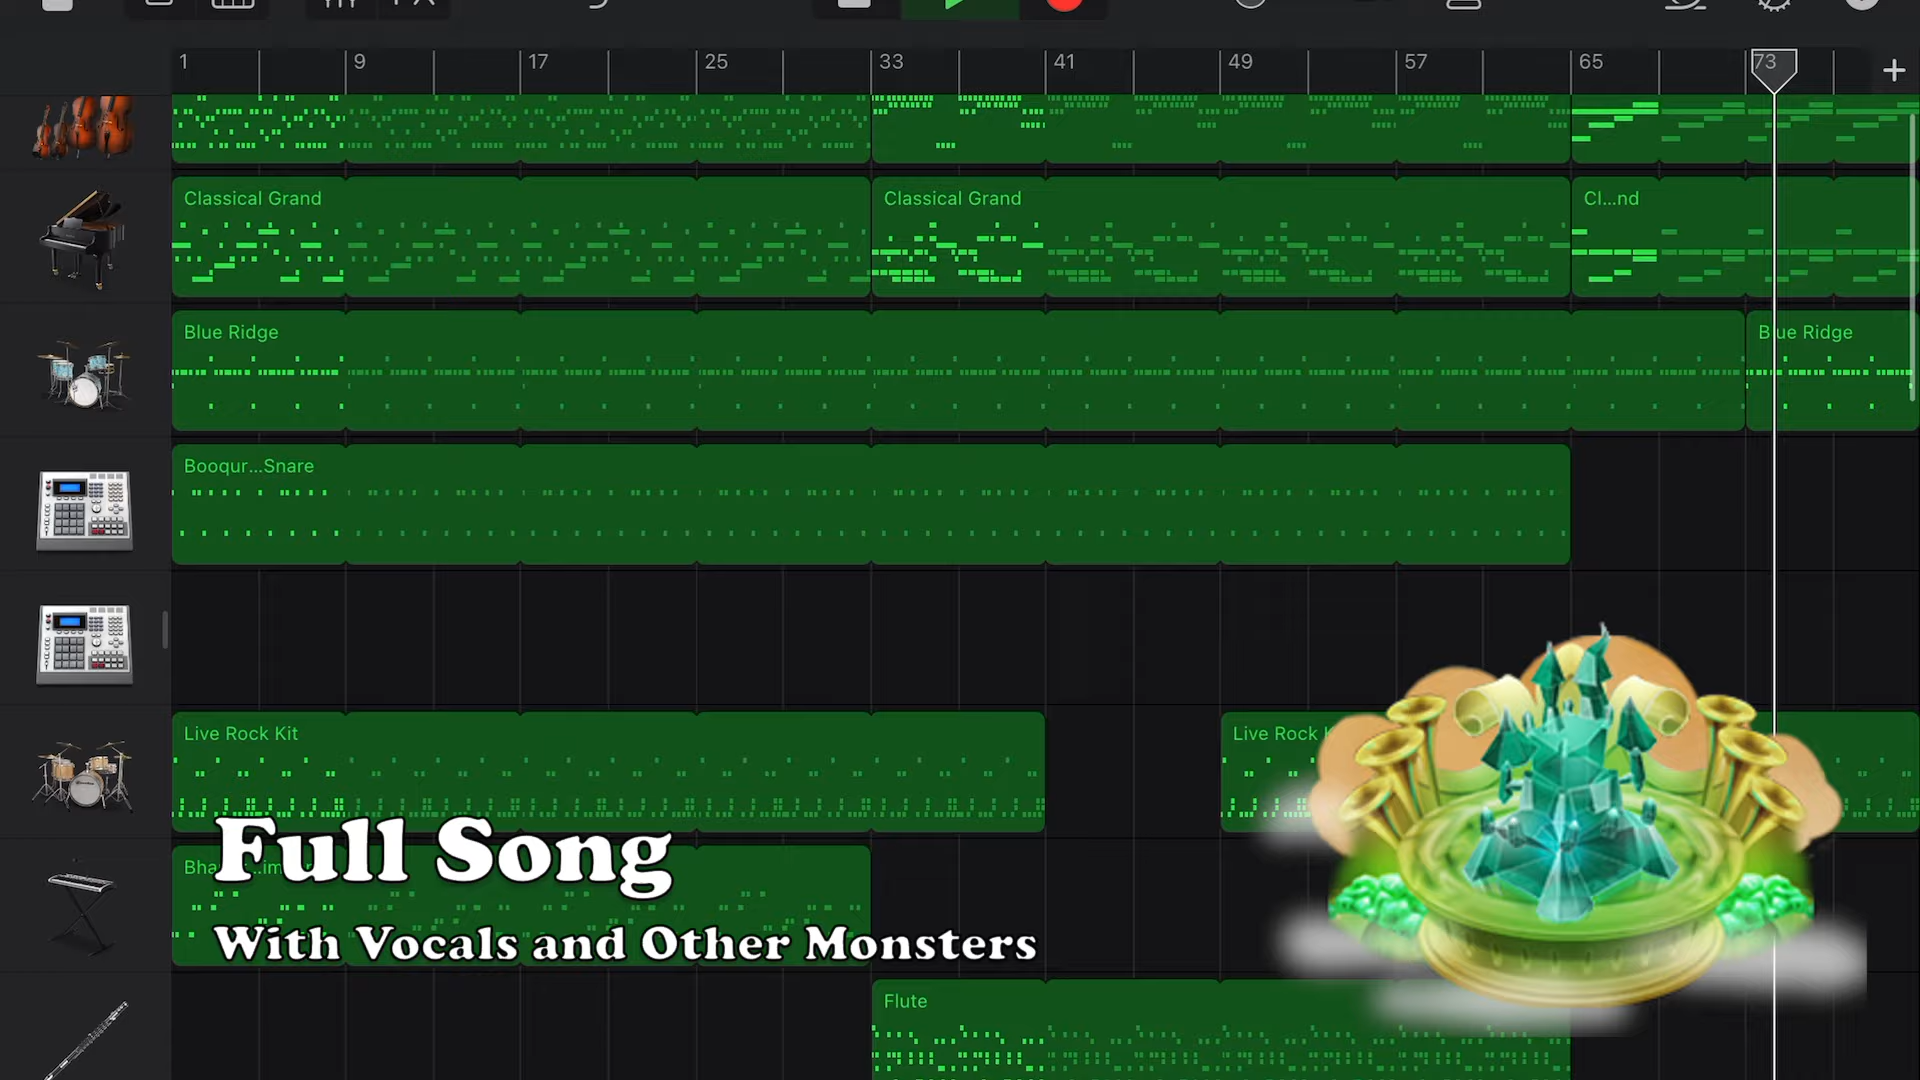 FX
1 9 17 25 33 41 49 57 65 73
Classical Grand Classical Grand Cl...nd
Blue Ridge Blue Ridge
Booqur...Snare
Live Rock Kit Live Rock
Full Song
With Vocals and Other Monsters
Flute